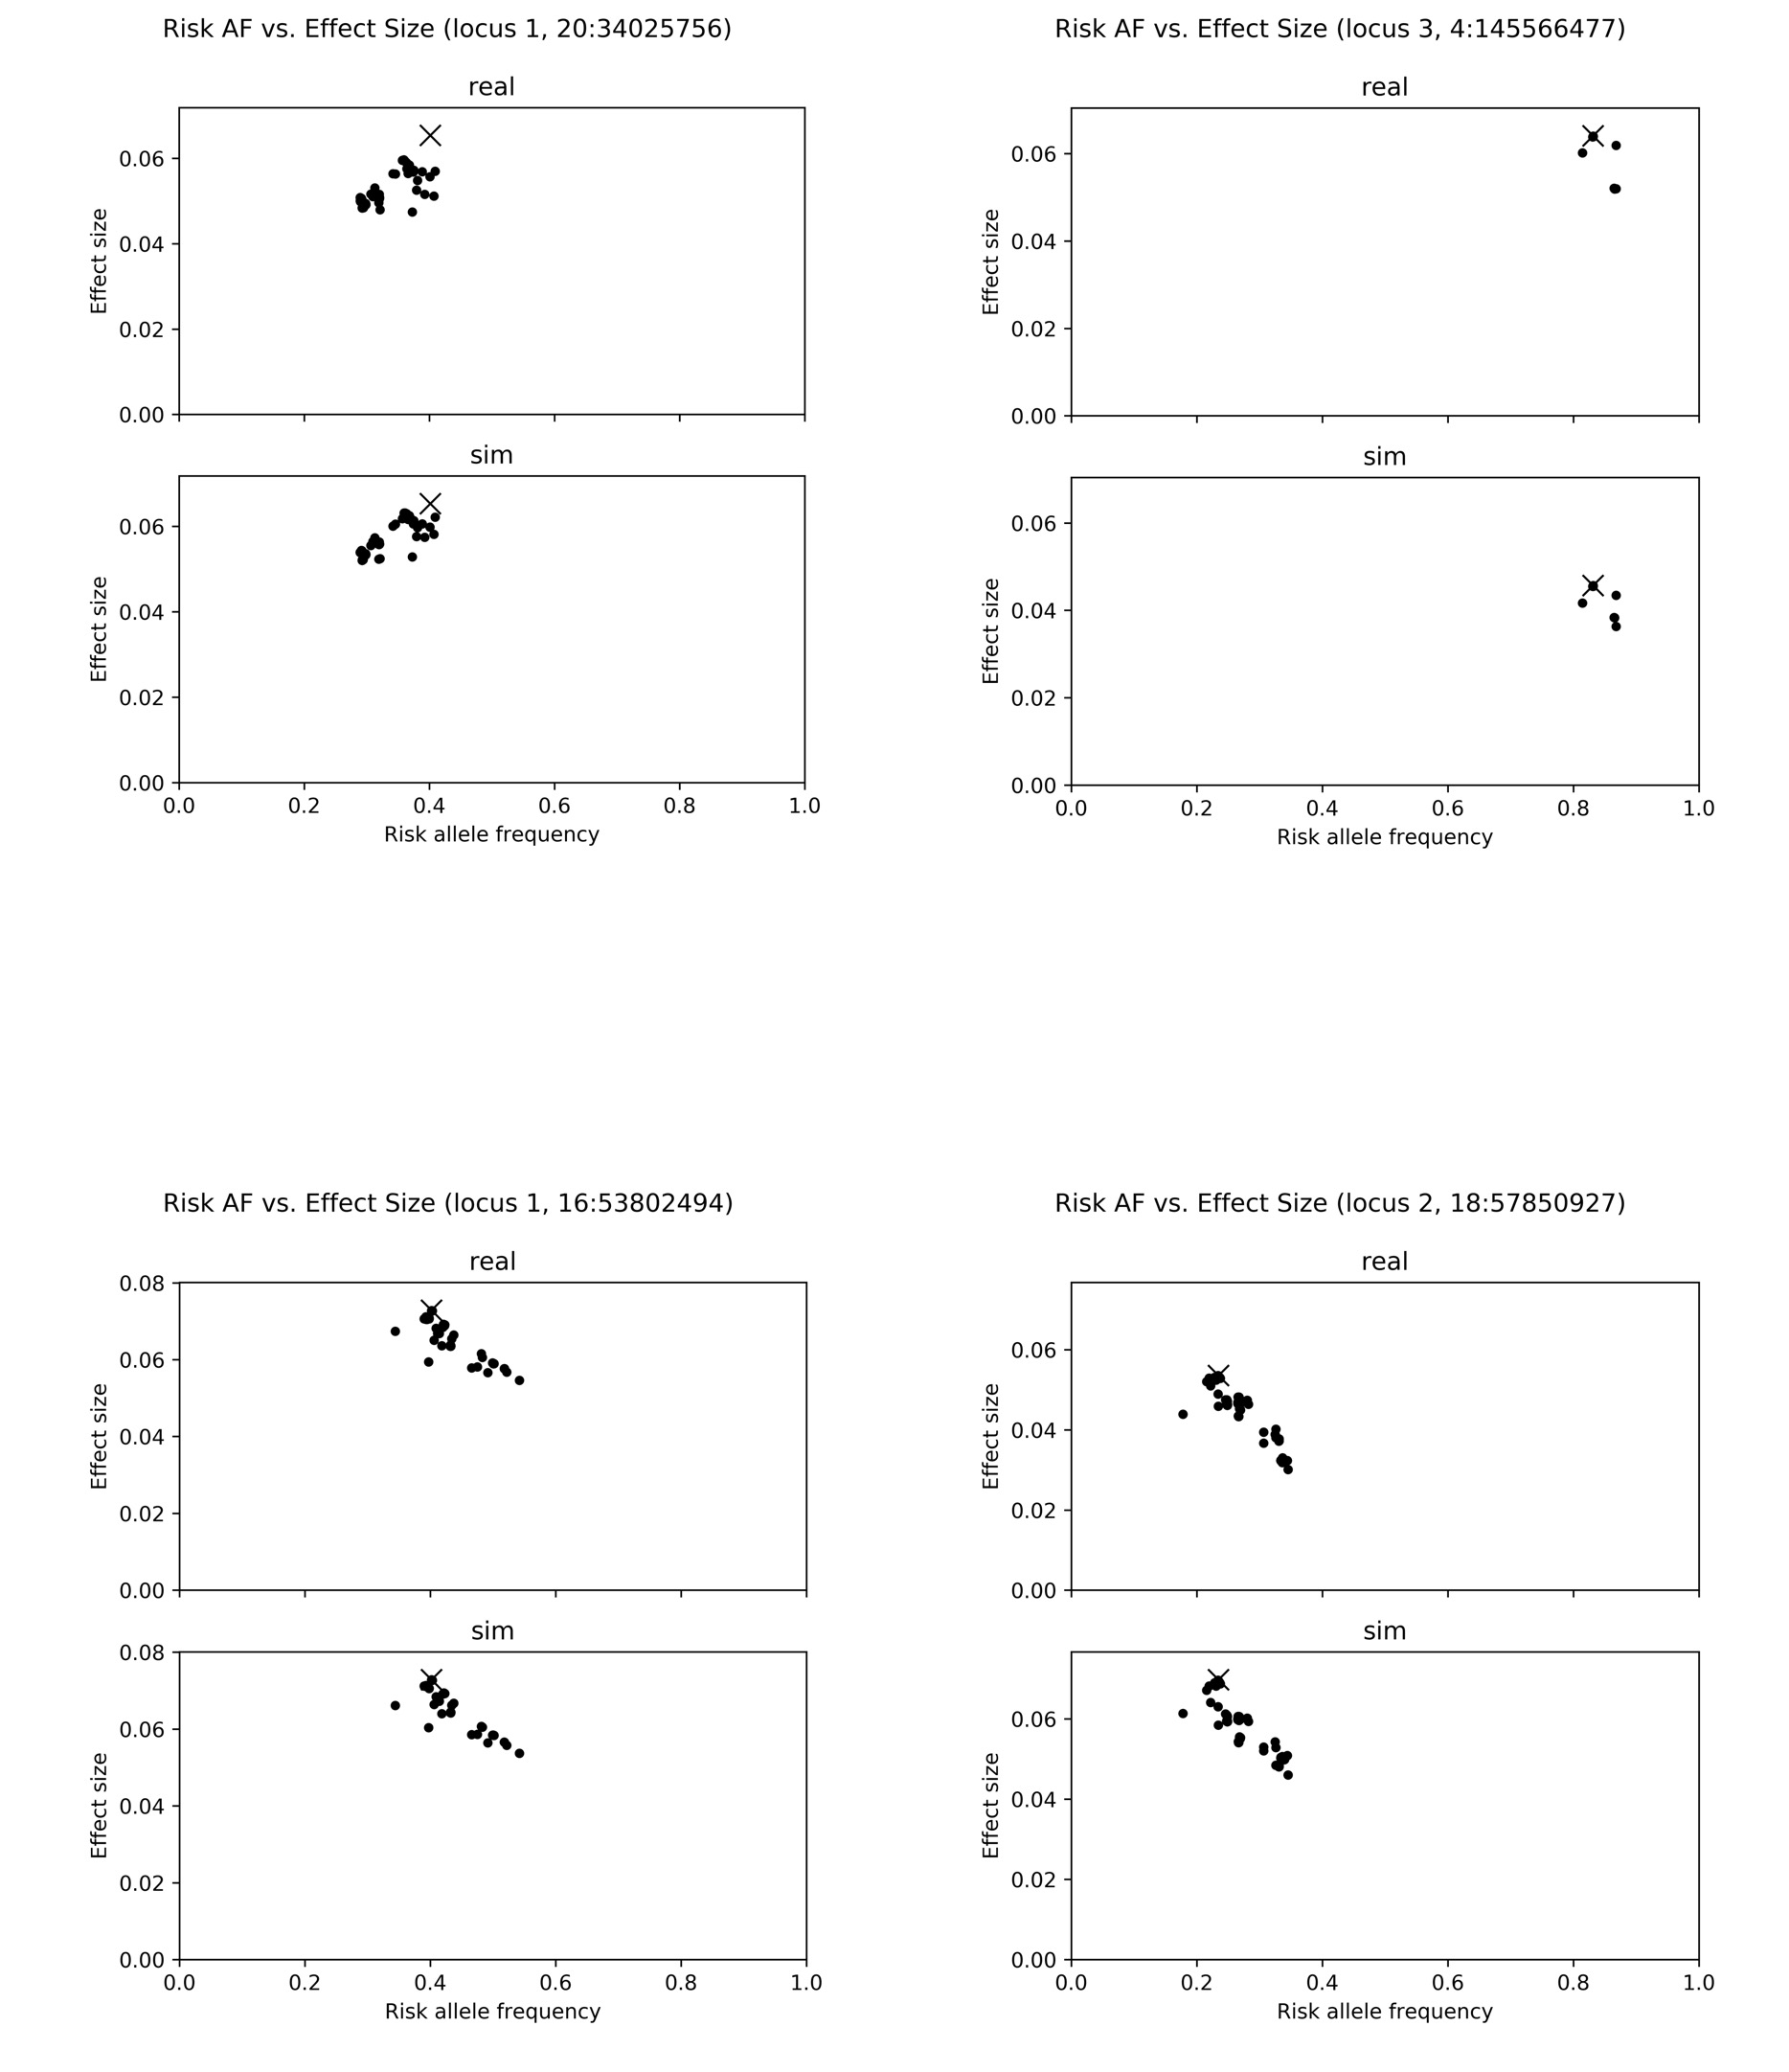 Risk AF vs. Effect Size (locus 1, 20:34025756)
real
0.06
0.04
0.02
0.00
Effect size
sim
0.06
0.04
0.02
0.00
Effect size
0.0 0.2 0.4 0.6 0.8 1.0
Risk allele frequency
Risk AF vs. Effect Size (locus 3, 4:145566477)
real
0.06
0.04
0.02
0.00
Effect size
sim
0.06
0.04
0.02
0.00
Effect size
0.0 0.2 0.4 0.6 0.8 1.0
Risk allele frequency
Risk AF vs. Effect Size (locus 1, 16:53802494)
real
0.08
0.06
0.04
0.02
0.00
Effect size
sim
0.08
0.06
0.04
0.02
0.00
Effect size
0.0 0.2 0.4 0.6 0.8 1.0
Risk allele frequency
Risk AF vs. Effect Size (locus 2, 18:57850927)
real
0.06
0.04
0.02
0.00
Effect size
sim
0.06
0.04
0.02
0.00
Effect size
0.0 0.2 0.4 0.6 0.8 1.0
Risk allele frequency